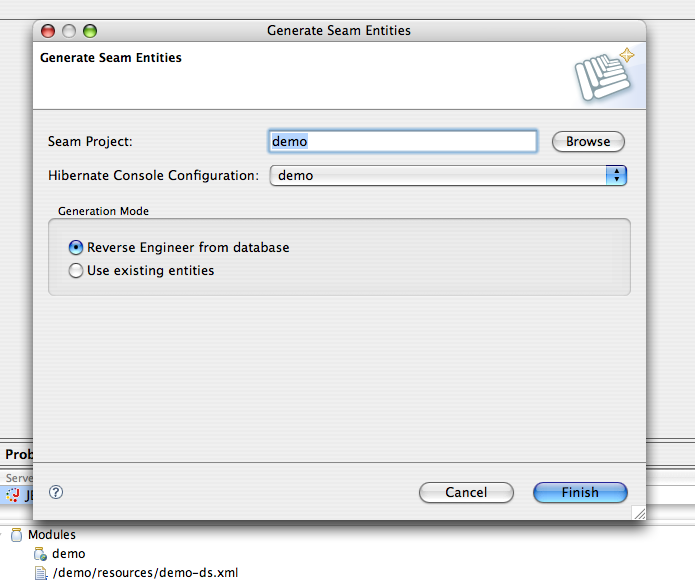 Generate Seam Entities
Generate Seam Entities
Seam Project:
demo
Browse
Hibernate Console Configuration:
demo
Generation Mode
Reverse Engineer from database
Use existing entities
Prob
Serve
JE
?
Cancel
Finish
Modules
demo
/demo/resources/demo-ds.xml